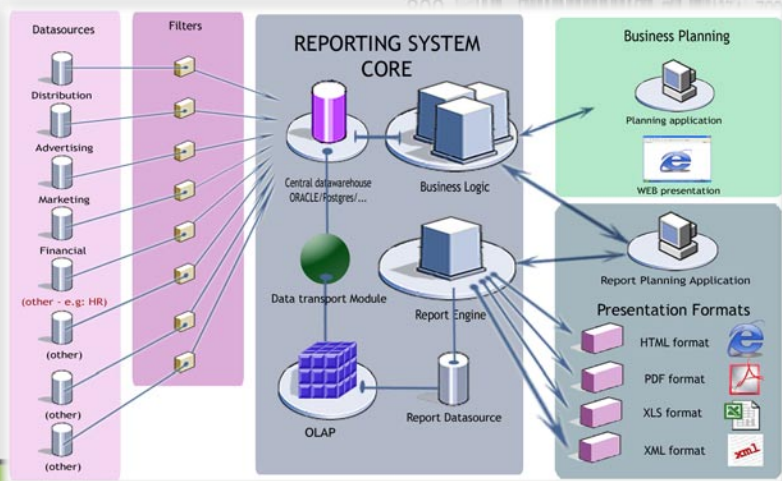 Datasources
Distribution
Advertising
Marketing
Financial
(other - e.g: HR)
(other)
(other)
(other)
Filters
REPORTING SYSTEM
CORE
Central datawarehouse
ORACLE/Postgres/...
Business Logic
Data transport Module
Report Engine
OLAP
Report Datasource
Business Planning
Planning application
WEB presentation
Report Planning Application
Presentation Formats
HTML format
PDF format
XLS format
XML format
xml